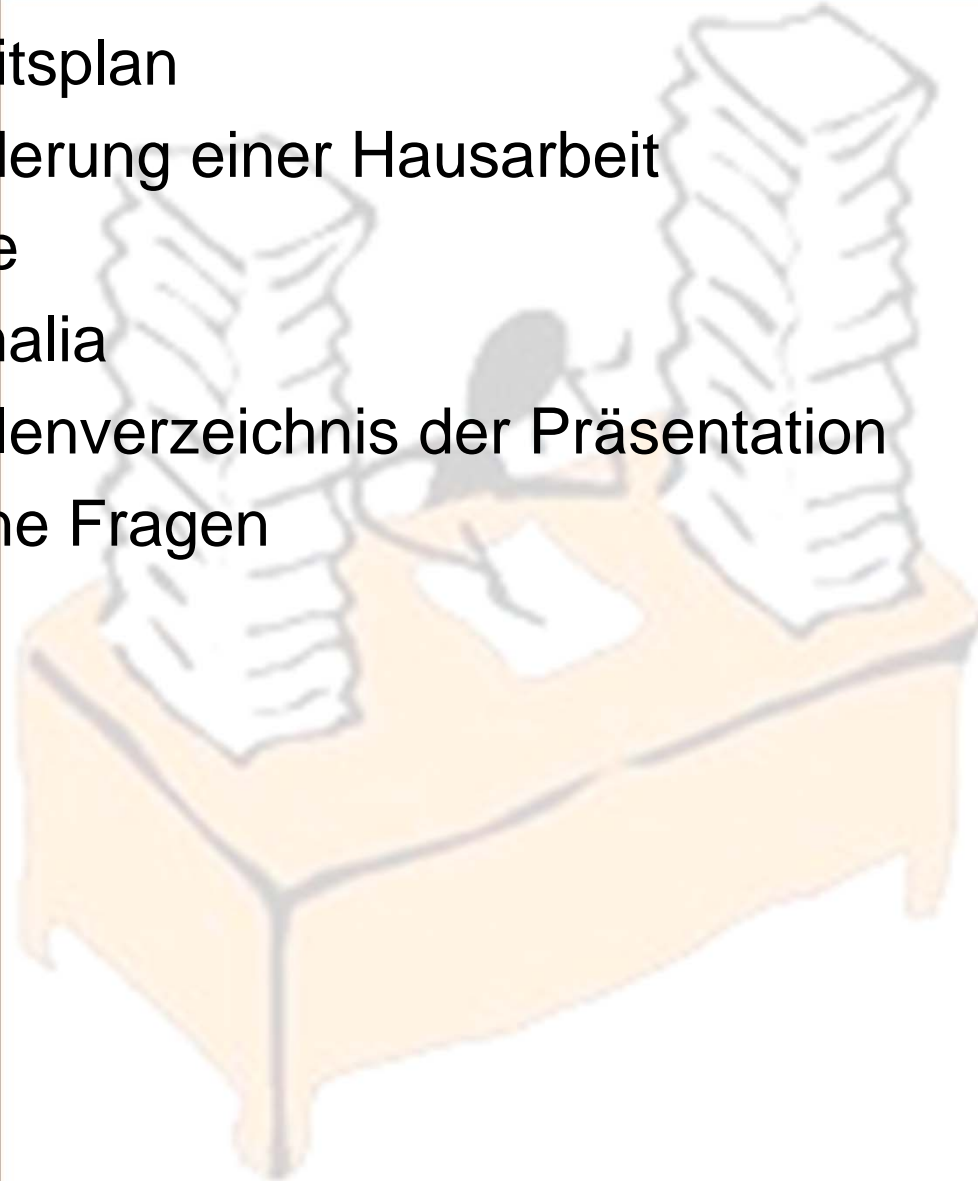 itsplan
derung einer Hausarbeit
e
nalia
lenverzeichnis der Präsentation
ne Fragen